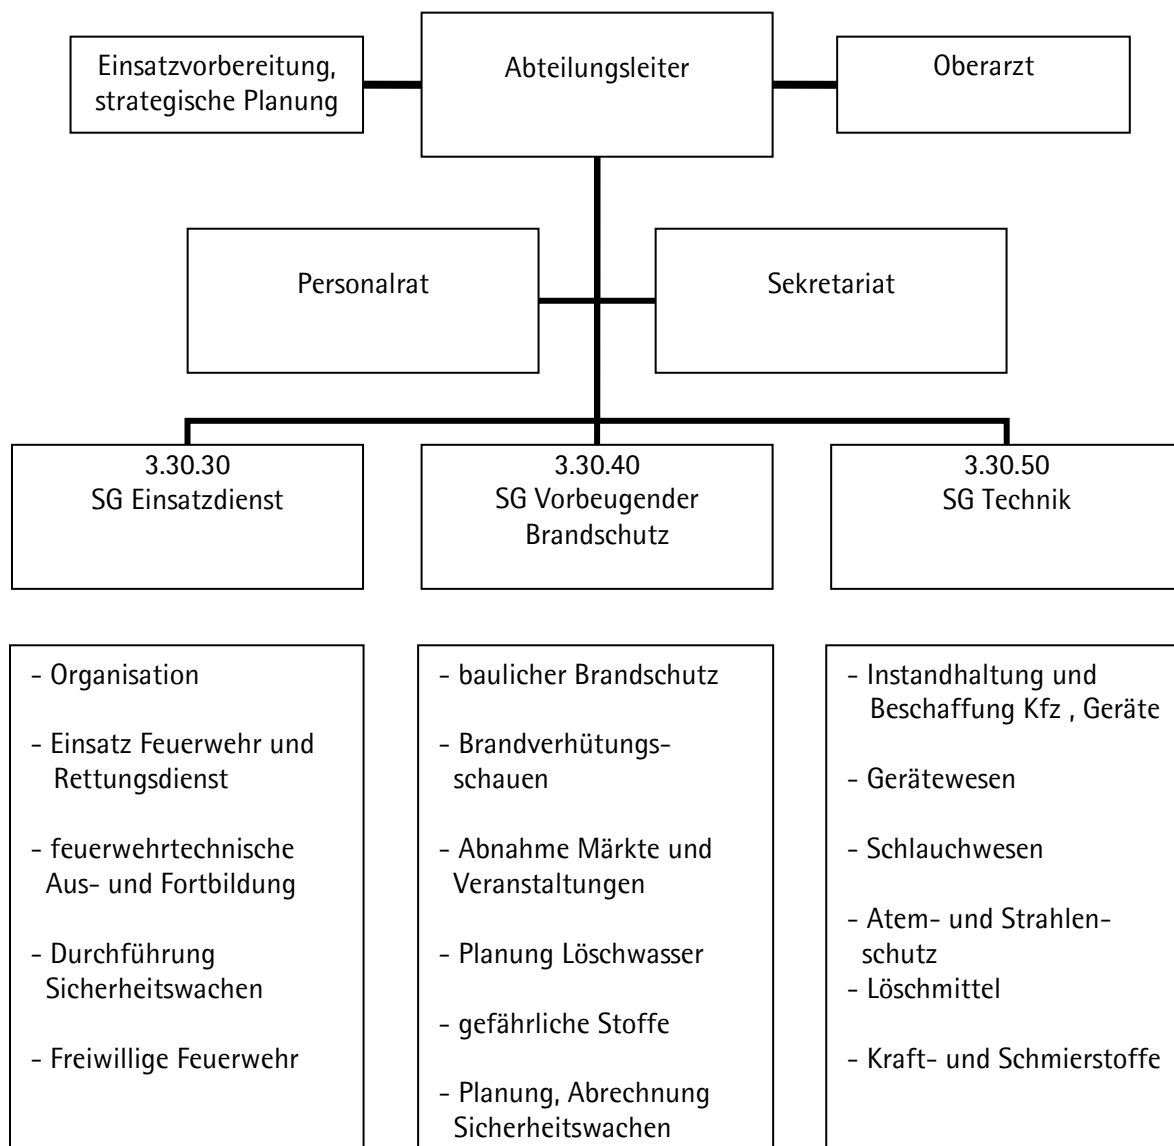 Einsatzvorbereitung,
strategische Planung
Abteilungsleiter
Oberarzt
Personalrat
Sekretariat
3.30.30
SG Einsatzdienst
3.30.40
SG Vorbeugender
Brandschutz
3.30.50
SG Technik
- Organisation
- Einsatz Feuerwehr und
Rettungsdienst
- feuerwehrtechnische
Aus- und Fortbildung
- Durchführung
Sicherheitswachen
- Freiwillige Feuerwehr
- baulicher Brandschutz
- Brandverhütungs-
schauen
- Abnahme Märkte und
Veranstaltungen
- Planung Löschwasser
- gefährliche Stoffe
- Planung, Abrechnung
Sicherheitswachen
- Instandhaltung und
Beschaffung Kfz , Geräte
- Gerätewesen
- Schlauchwesen
- Atem- und Strahlen-
schutz
- Löschmittel
- Kraft- und Schmierstoffe